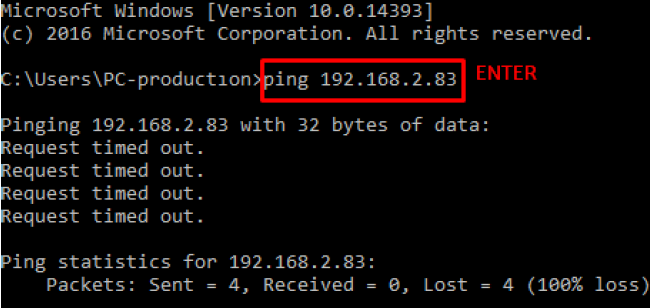 Microsoft Windows [Version 10.0.14393]
(c) 2016 Microsoft Corporation. All rights reserved.
C:\Users\PC-production>ping 192.168.2.83 ENTER
Pinging 192.168.2.83 with 32 bytes of data:
Request timed out.
Request timed out.
Request timed out.
Request timed out.
Ping statistics for 192.168.2.83:
Packets: Sent = 4, Received = 0, Lost = 4 (100% loss)